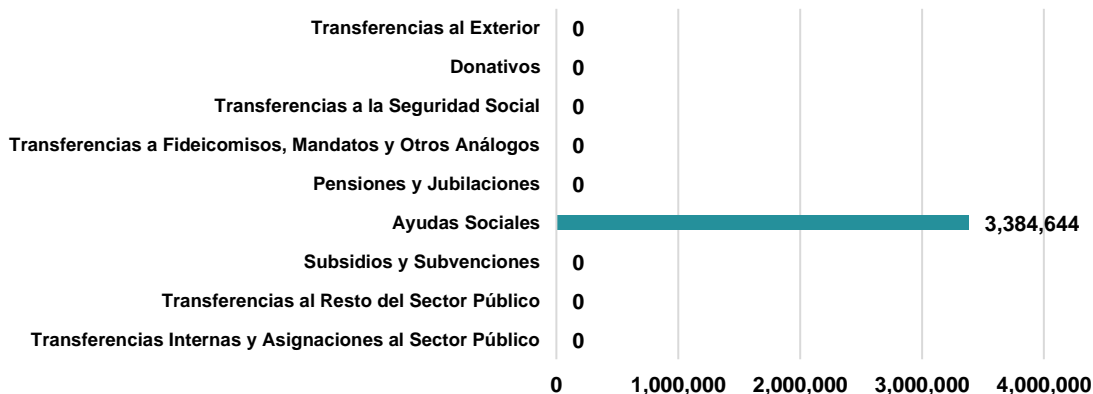 Transferencias al Exterior 0
Donativos 0
Transferencias a la Seguridad Social 0
Transferencias a Fideicomisos, Mandatos y Otros Análogos 0
Pensiones y Jubilaciones 0
Ayudas Sociales 3,384,644
Subsidios y Subvenciones 0
Transferencias al Resto del Sector Público 0
Transferencias Internas y Asignaciones al Sector Público 0
0 1,000,000 2,000,000 3,000,000 4,000,000